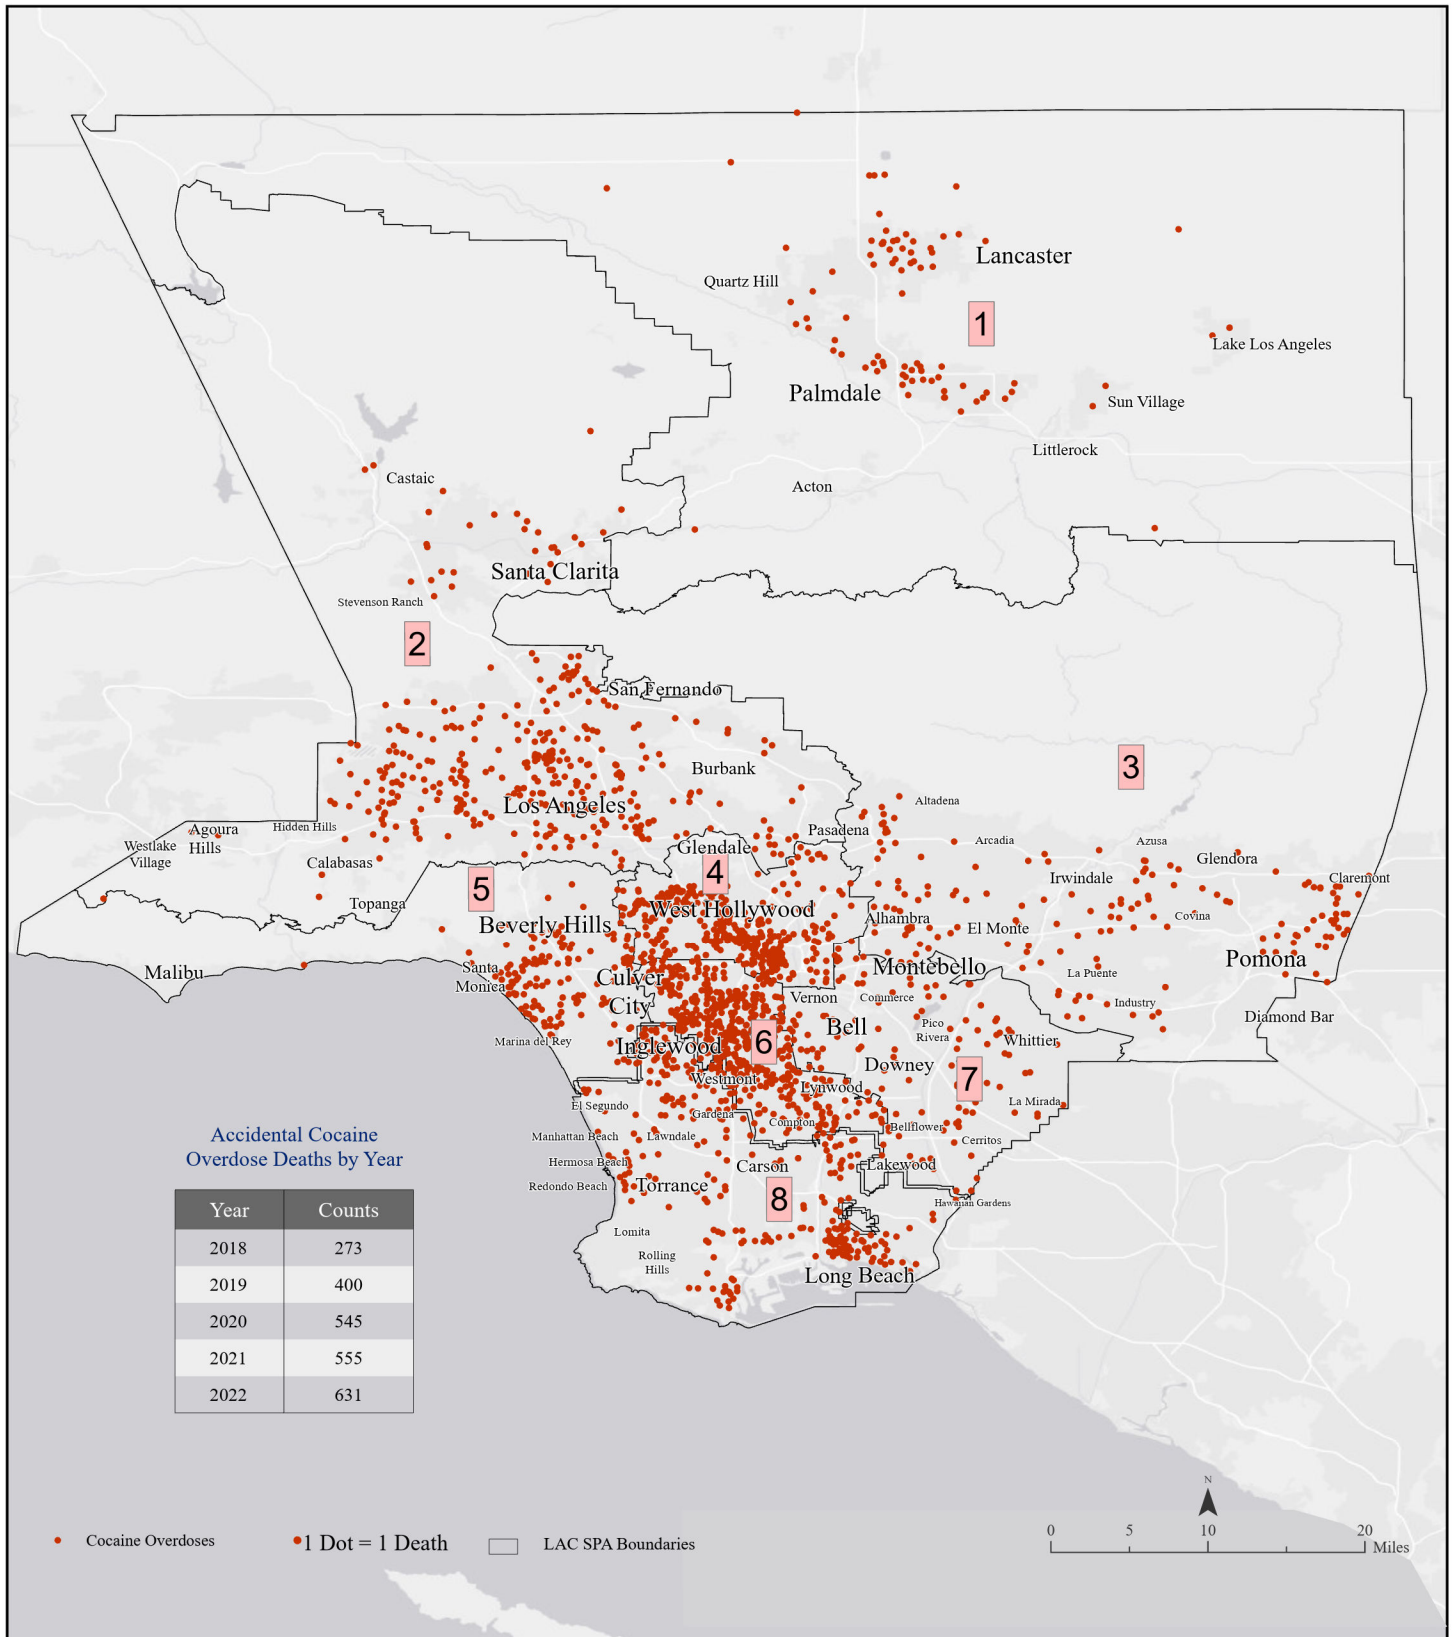 Lancaster
Quartz Hill
1
Lake Los Angeles
Palmdale
Sun Village
Littlerock
Castaic
Acton
Santa Clarita
Stevenson Ranch
2
San Fernando
3
Burbank
Los Angeles
Altadena
Hidden Hills
Agoura
Hills
Pasadena
Westlake
Village
Arcadia
Azusa
Glendale
Glendora
Calabasas
4
Irwindale
Claremont
5
Topanga
West Hollywood
Beverly Hills
Alhambra
Covina
El Monte
Pomona
Santa
Monica
Montebello
Malibu
Culver
City
La Puente
Vernon
Commerce
Industry
Diamond Bar
Bell
Pico
Rivera
Marina del Rey
Inglewood
6
Whittier
Downey
7
Westmont
Lynwood
El Segundo
La Mirada
Gardena
Compton
Bellflower
Manhattan Beach
Lawndale
Cerritos
Hermosa Beach
Carson
Lakewood
Redondo Beach
Torrance
8
Hawaiian Gardens
Lomita
Rolling
Hills
Long Beach
Accidental Cocaine
Overdose Deaths by Year
Year Counts
2018 273
2019 400
2020 545
2021 555
2022 631
Cocaine Overdoses
1 Dot = 1 Death
LAC SPA Boundaries
N
0 5 10 20
Miles